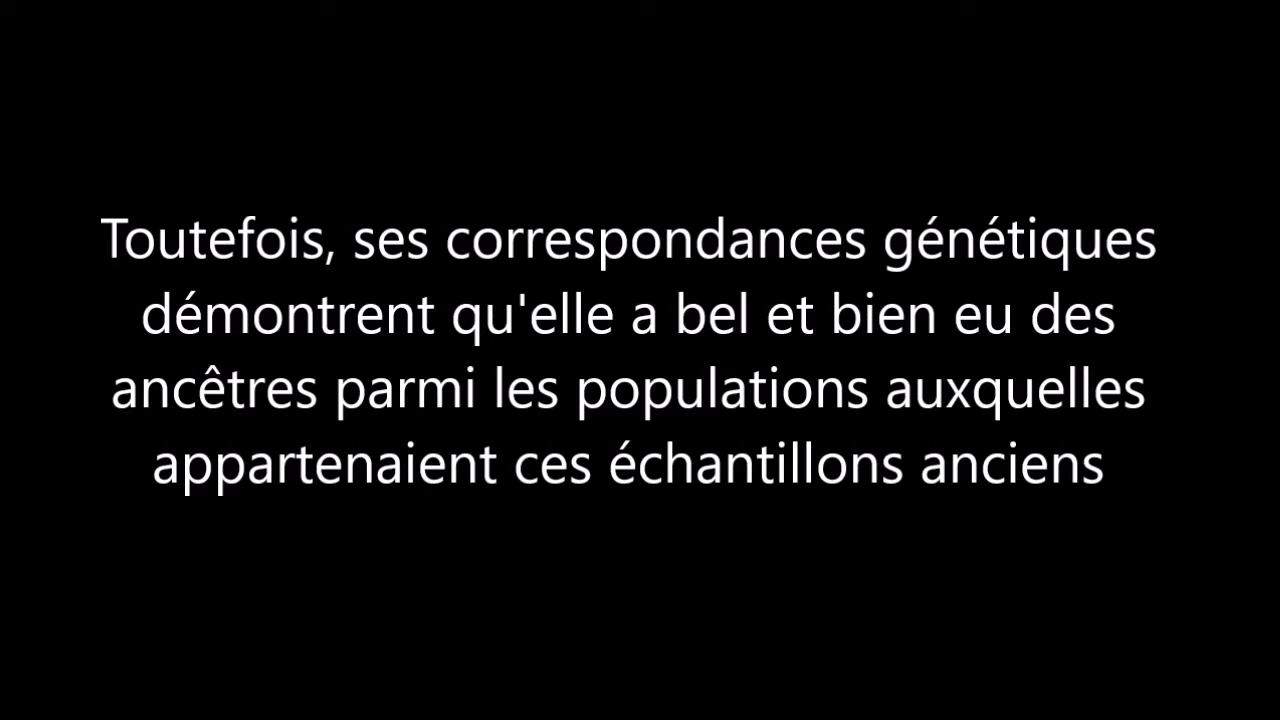 Toutefois, ses correspondances génétiques
démontrent qu'elle a bel et bien eu des
ancêtres parmi les populations auxquelles
appartenaient ces échantillons anciens